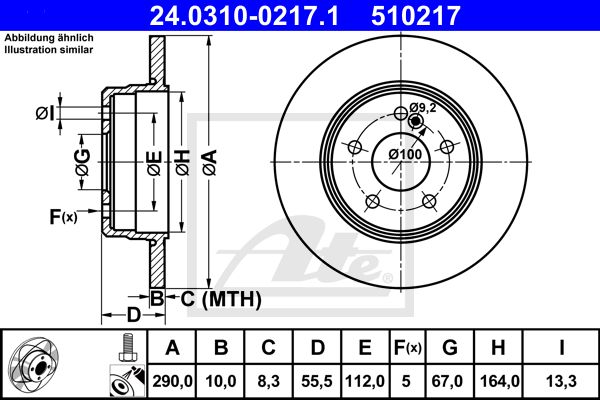 24.0310-0217.1 510217
Abbildung ähnlich
Illustration similar
ØI
ØG
ØE
ØH
ØA
F(x)
B
C (MTH)
D
Ø9,2
Ø100
Ate
®
A B C D E F(x) G H I
290,0 10,0 8,3 55,5 112,0 5 67,0 164,0 13,3